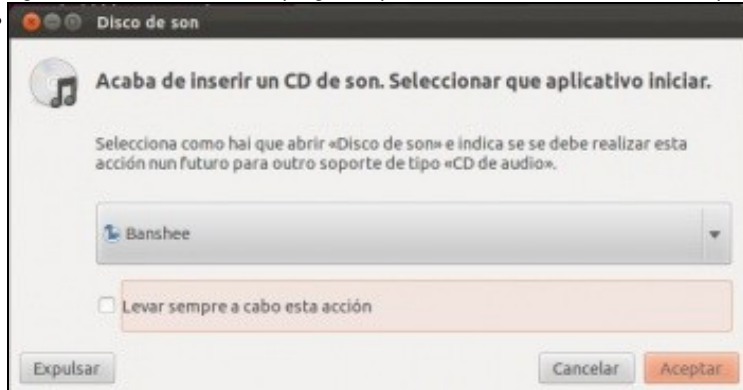 Disco de son
Acaba de inserir un CD de son. Seleccionar que aplicativo iniciar.
Selecciona como hai que abrir «Disco de son» e indica se se debe realizar esta
acción nun futuro para outro soporte de tipo «CD de audio».
Banshee
Levar sempre a cabo esta acción
Expulsar Cancelar Aceptar